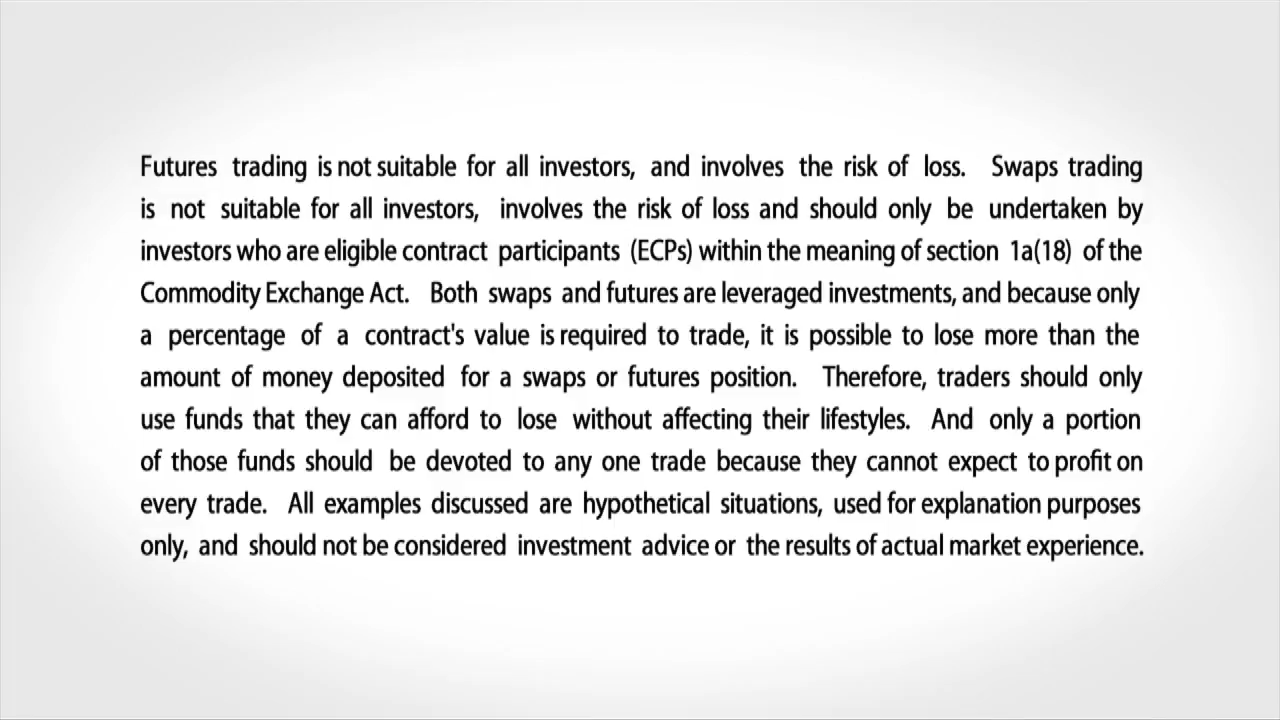 Futures trading is not suitable for all investors, and involves the risk of loss. Swaps trading
is not suitable for all investors, involves the risk of loss and should only be undertaken by
investors who are eligible contract participants (ECPs) within the meaning of section 1a(18) of the
Commodity Exchange Act. Both swaps and futures are leveraged investments, and because only
a percentage of a contract's value is required to trade, it is possible to lose more than the
amount of money deposited for a swaps or futures position. Therefore, traders should only
use funds that they can afford to lose without affecting their lifestyles. And only a portion
of those funds should be devoted to any one trade because they cannot expect to profit on
every trade. All examples discussed are hypothetical situations, used for explanation purposes
only, and should not be considered investment advice or the results of actual market experience.